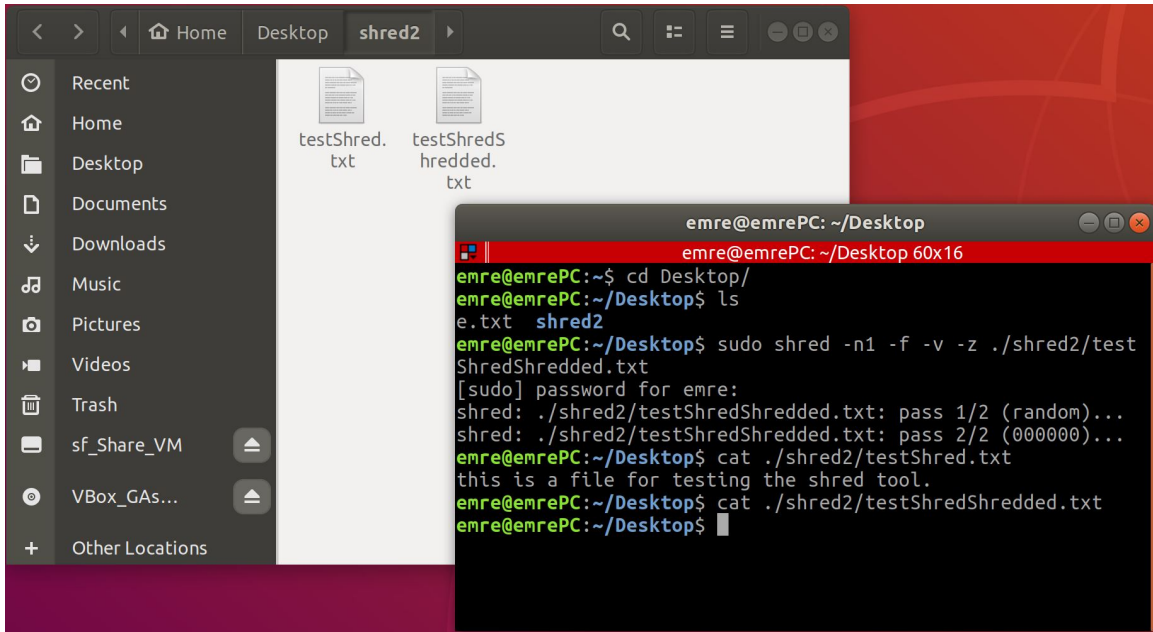 Home Desktop shred2
Recent
Home
Desktop
Documents
Downloads
Music
Pictures
Videos
Trash
sf_Share_VM
VBox_GAs...
Other Locations
testShred.
txt
testShredS
hredded.
txt
emre@emrePC: ~/Desktop
emre@emrePC: ~/Desktop 60x16
emre@emrePC:~$ cd Desktop/
emre@emrePC:~/Desktop$ ls
e.txt shred2
emre@emrePC:~/Desktop$ sudo shred -n1 -f -v -z ./shred2/test
ShredShredded.txt
[sudo] password for emre:
shred: ./shred2/testShredShredded.txt: pass 1/2 (random)...
shred: ./shred2/testShredShredded.txt: pass 2/2 (000000)...
emre@emrePC:~/Desktop$ cat ./shred2/testShred.txt
this is a file for testing the shred tool.
emre@emrePC:~/Desktop$ cat ./shred2/testShredShredded.txt
emre@emrePC:~/Desktop$